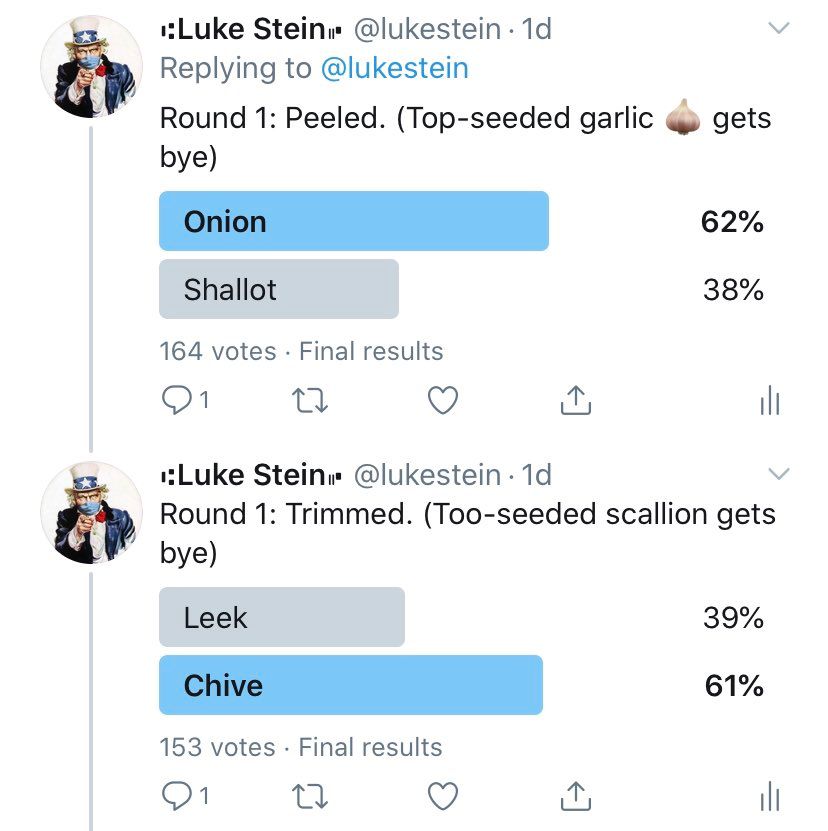 Luke Stein @lukestein · 1d
Replying to @lukestein
Round 1: Peeled. (Top-seeded garlic 🧄 gets
bye)
Onion 62%
Shallot 38%
164 votes · Final results
1
Luke Stein @lukestein · 1d
Round 1: Trimmed. (Too-seeded scallion gets
bye)
Leek 39%
Chive 61%
153 votes · Final results
1